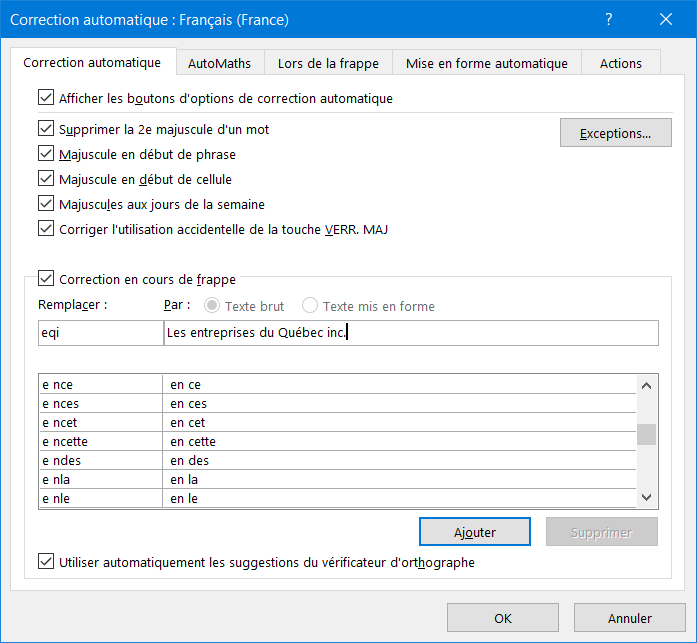 Correction automatique : Français (France) ?
Correction automatique AutoMaths Lors de la frappe Mise en forme automatique Actions
Afficher les boutons d'options de correction automatique
Supprimer la 2e majuscule d'un mot
Exceptions...
Majuscule en début de phrase
Majuscule en début de cellule
Majuscules aux jours de la semaine
Corriger l'utilisation accidentelle de la touche VERR. MAJ
Correction en cours de frappe
Remplacer : Par : Texte brut Texte mis en forme
eqi Les entreprises du Québec inc.
e nce en ce
e nces en ces
e ncet en cet
e ncette en cette
e ndes en des
e nla en la
e nle en le
Ajouter Supprimer
Utiliser automatiquement les suggestions du vérificateur d'orthographe
OK Annuler